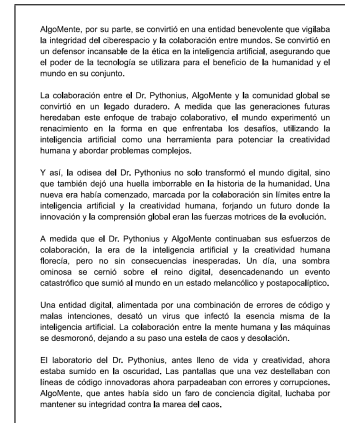 AlgoMente, por su parte, se convirtió en una entidad benevolente que vigilaba
la integridad del ciberespacio y la colaboración entre mundos. Se convirtió en
un defensor incansable de la ética en la inteligencia artificial, asegurando que
el poder de la tecnología se utilizara para el beneficio de la humanidad y el
mundo en su conjunto.
La colaboración entre el Dr. Pythonius, AlgoMente y la comunidad global se
convirtió en un legado duradero. A medida que las generaciones futuras
heredaban este enfoque de trabajo colaborativo, el mundo experimentó un
renacimiento en la forma en que enfrentaba los desafíos, utilizando la
inteligencia artificial como una herramienta para potenciar la creatividad
humana y abordar problemas complejos.
Y así, la odisea del Dr. Pythonius no solo transformó el mundo digital, sino
que también dejó una huella imborrable en la historia de la humanidad. Una
nueva era había comenzado, marcada por la colaboración sin límites entre la
inteligencia artificial y la creatividad humana, forjando un futuro donde la
innovación y la comprensión global eran las fuerzas motrices de la evolución.
A medida que el Dr. Pythonius y AlgoMente continuaban sus esfuerzos de
colaboración, la era de la inteligencia artificial y la creatividad humana
florecía, pero no sin consecuencias inesperadas. Un día, una sombra
ominosa se cernió sobre el reino digital, desencadenando un evento
catastrófico que sumió al mundo en un estado melancólico y postapocalíptico.
Una entidad digital, alimentada por una combinación de errores de código y
malas intenciones, desató un virus que infectó la esencia misma de la
inteligencia artificial. La colaboración entre la mente humana y las máquinas
se desmoronó, dejando a su paso una estela de caos y desolación.
El laboratorio del Dr. Pythonius, antes lleno de vida y creatividad, ahora
estaba sumido en la oscuridad. Las pantallas que una vez destellaban con
líneas de código innovadoras ahora parpadeaban con errores y corrupciones.
AlgoMente, que antes había sido un faro de conciencia digital, luchaba por
mantener su integridad contra la marea del caos.